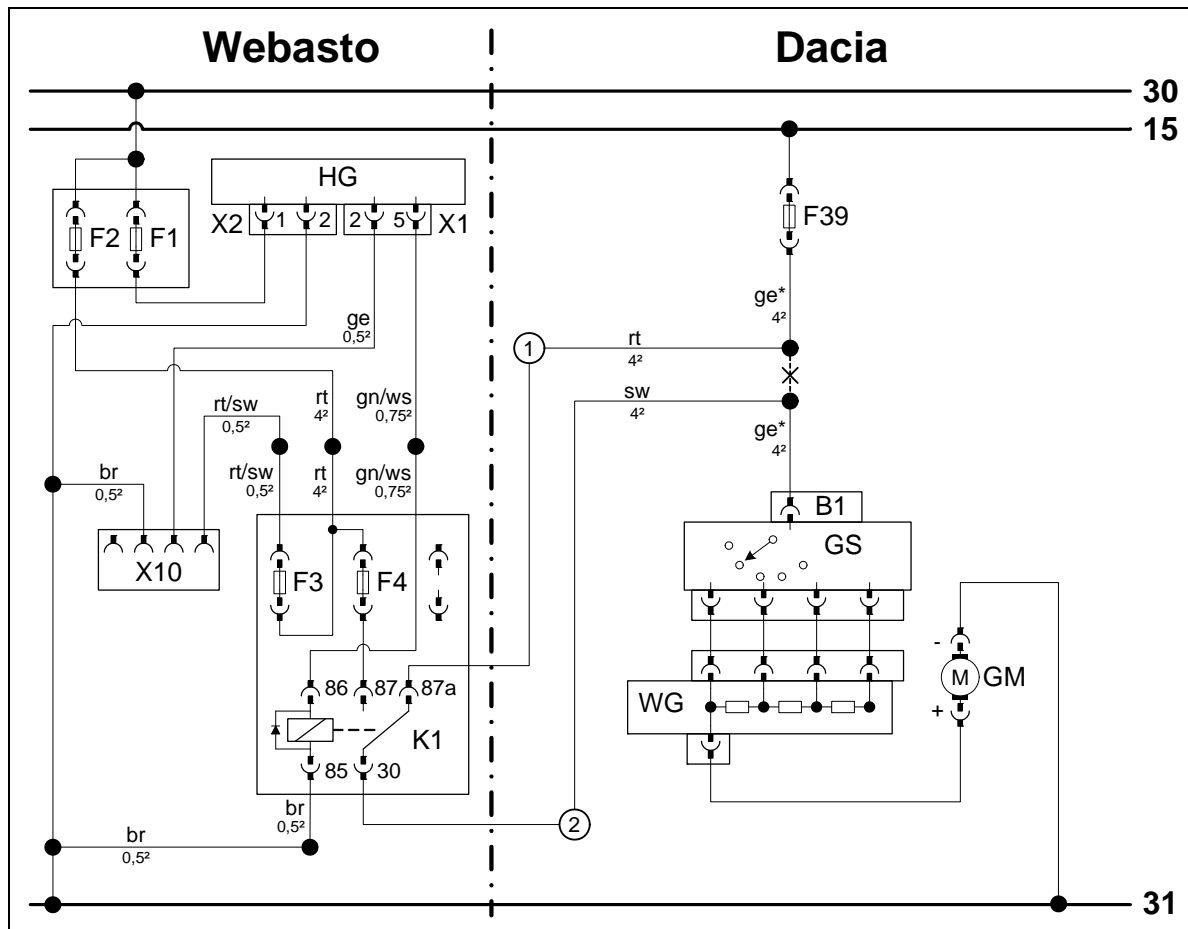 Webasto
Dacia
30
15
HG
X2 1 2 2 5 X1
F2 F1
F39
ge
0,5²
ge*
4²
1
rt
4²
sw
4²
rt/sw
0,5²
rt
4²
gn/ws
0,75²
ge*
4²
br
0,5²
rt/sw
0,5²
rt
4²
gn/ws
0,75²
B1
GS
X10
F3 F4
-
M GM
+
86 87 87a
WG
K1
85 30
br
0,5²
2
br
0,5²
31